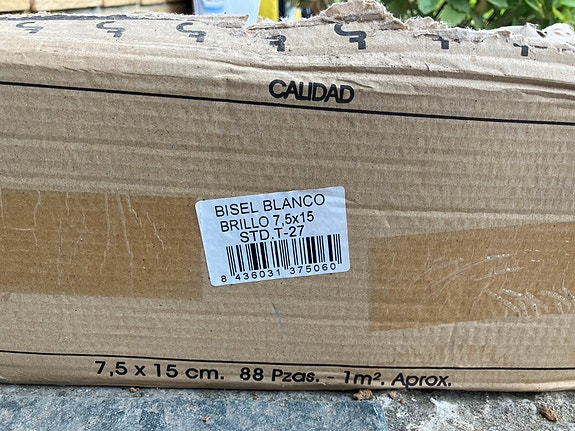 CALIDAD
BISEL BLANCO
BRILLO 7,5x15
STD.T-27
8 436031 375060
7,5 x 15 cm. 88 Pzas. - 1m². Aprox.